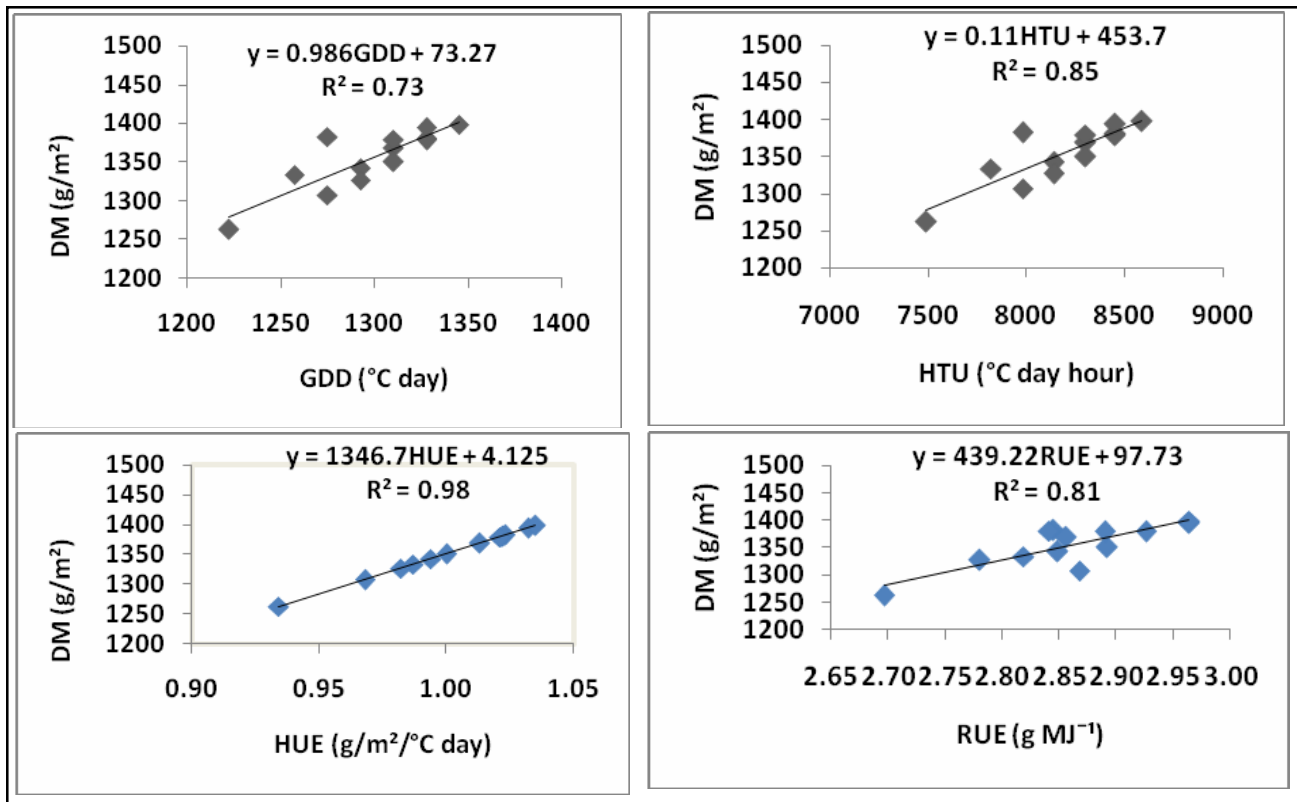 y = 0.986GDD + 73.27
R² = 0.73
1500
1450
1400
1350
1300
1250
1200
DM (g/m²)
1200 1250 1300 1350 1400
GDD (°C day)
y = 0.11HTU + 453.7
R² = 0.85
1500
1450
1400
1350
1300
1250
1200
DM (g/m²)
7000 7500 8000 8500 9000
HTU (°C day hour)
y = 1346.7HUE + 4.125
R² = 0.98
1500
1450
1400
1350
1300
1250
1200
DM (g/m²)
0.90 0.95 1.00 1.05
HUE (g/m²/°C day)
y = 439.22RUE + 97.73
R² = 0.81
1500
1450
1400
1350
1300
1250
1200
DM (g/m²)
2.65 2.70 2.75 2.80 2.85 2.90 2.95 3.00
RUE (g MJ⁻¹)